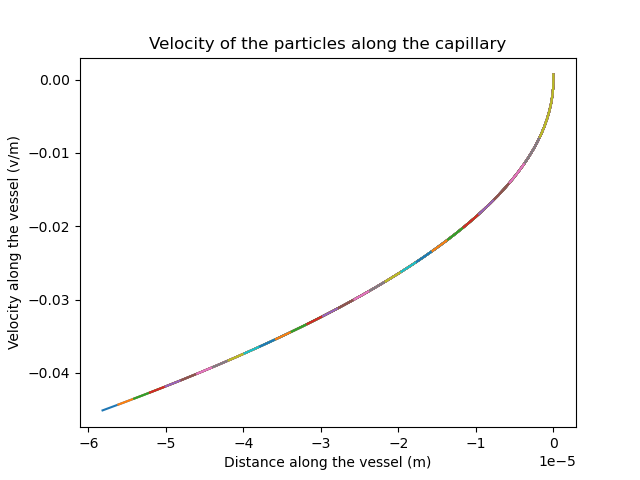 Velocity of the particles along the capillary
0.00
−0.01
−0.02
−0.03
−0.04
Velocity along the vessel (v/m)
−6 −5 −4 −3 −2 −1 0
1e−5
Distance along the vessel (m)